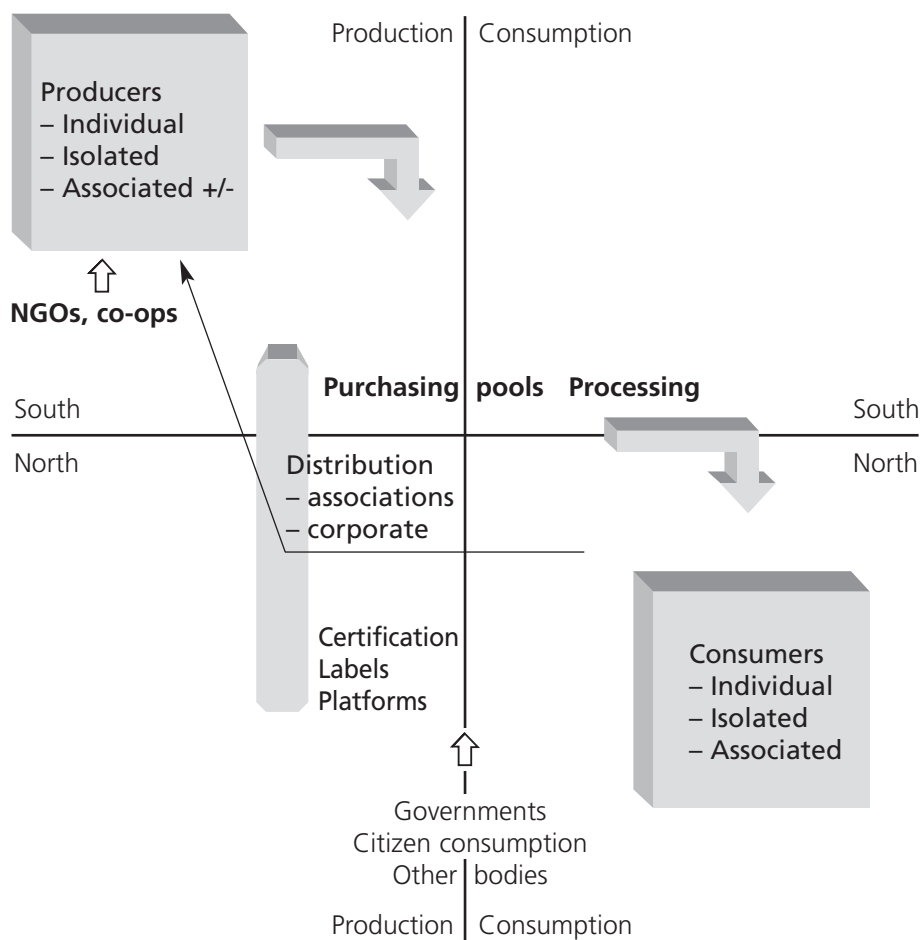 Production Consumption
Producers
– Individual
– Isolated
– Associated +/-
NGOs, co-ops
Purchasing pools Processing
South South
North North
Distribution
– associations
– corporate
Certification
Labels
Platforms
Consumers
– Individual
– Isolated
– Associated
Governments
Citizen consumption
Other bodies
Production Consumption